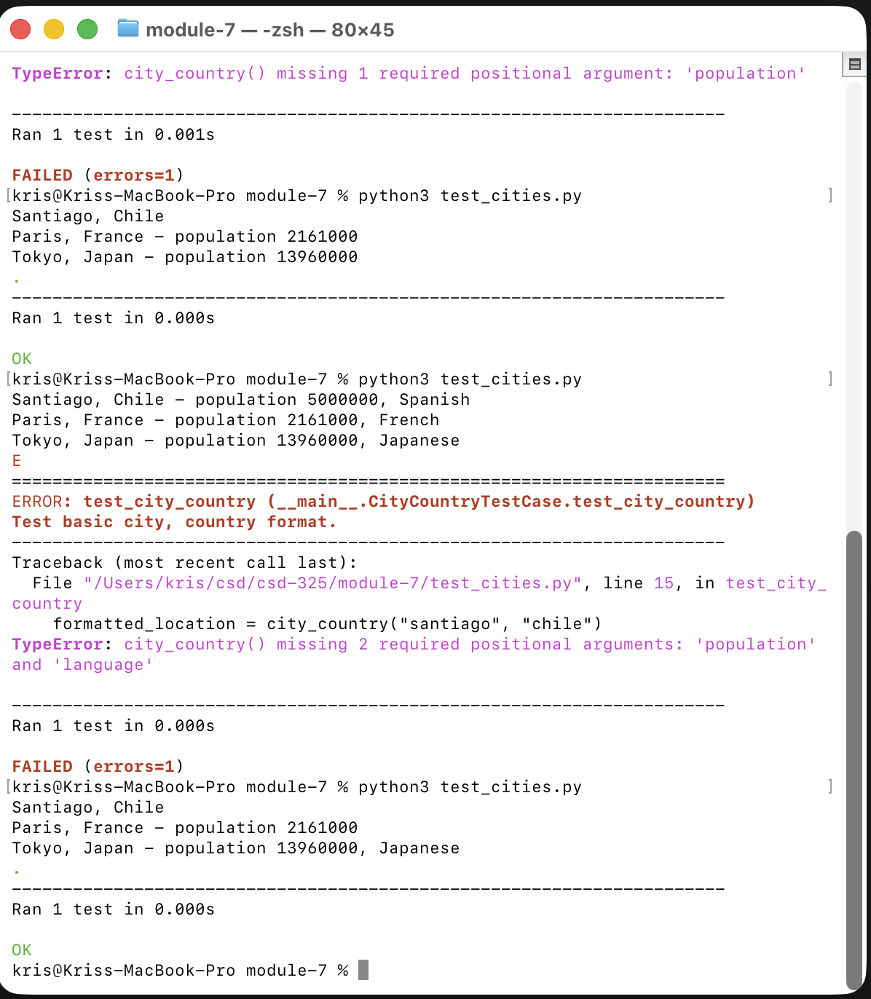 module-7 — -zsh — 80×45
TypeError: city_country() missing 1 required positional argument: 'population'
----------------------------------------------------------------------
Ran 1 test in 0.001s
FAILED (errors=1)
[kris@Kriss-MacBook-Pro module-7 % python3 test_cities.py ]
Santiago, Chile
Paris, France - population 2161000
Tokyo, Japan - population 13960000
.
----------------------------------------------------------------------
Ran 1 test in 0.000s
OK
[kris@Kriss-MacBook-Pro module-7 % python3 test_cities.py ]
Santiago, Chile - population 5000000, Spanish
Paris, France - population 2161000, French
Tokyo, Japan - population 13960000, Japanese
E
======================================================================
ERROR: test_city_country (__main__.CityCountryTestCase.test_city_country)
Test basic city, country format.
----------------------------------------------------------------------
Traceback (most recent call last):
  File "/Users/kris/csd/csd-325/module-7/test_cities.py", line 15, in test_city_
country
    formatted_location = city_country("santiago", "chile")
TypeError: city_country() missing 2 required positional arguments: 'population'
and 'language'
----------------------------------------------------------------------
Ran 1 test in 0.000s
FAILED (errors=1)
[kris@Kriss-MacBook-Pro module-7 % python3 test_cities.py ]
Santiago, Chile
Paris, France - population 2161000
Tokyo, Japan - population 13960000, Japanese
.
----------------------------------------------------------------------
Ran 1 test in 0.000s
OK
kris@Kriss-MacBook-Pro module-7 %